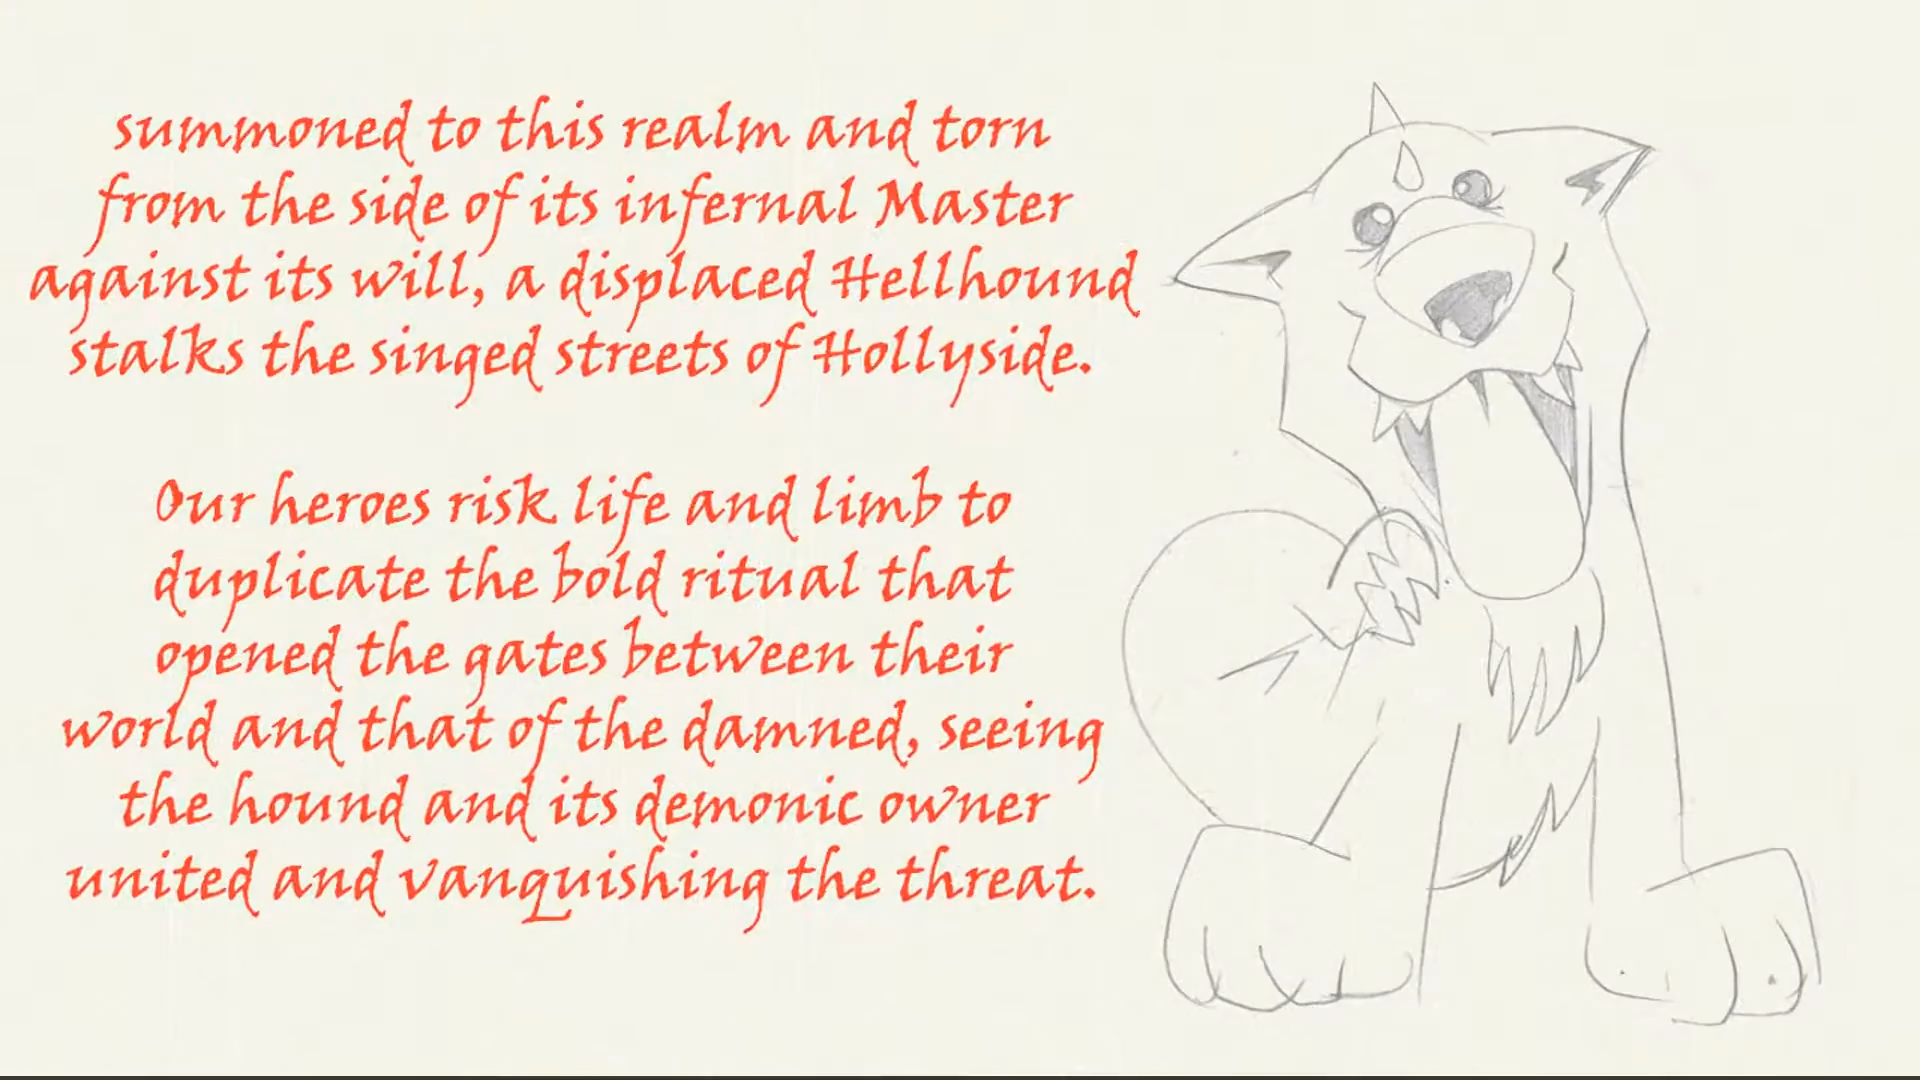 summoned to this realm and torn
from the side of its infernal Master
against its will, a displaced Hellhound
stalks the singed streets of Hollyside.
Our heroes risk life and limb to
duplicate the bold ritual that
opened the gates between their
world and that of the damned, seeing
the hound and its demonic owner
united and vanquishing the threat.